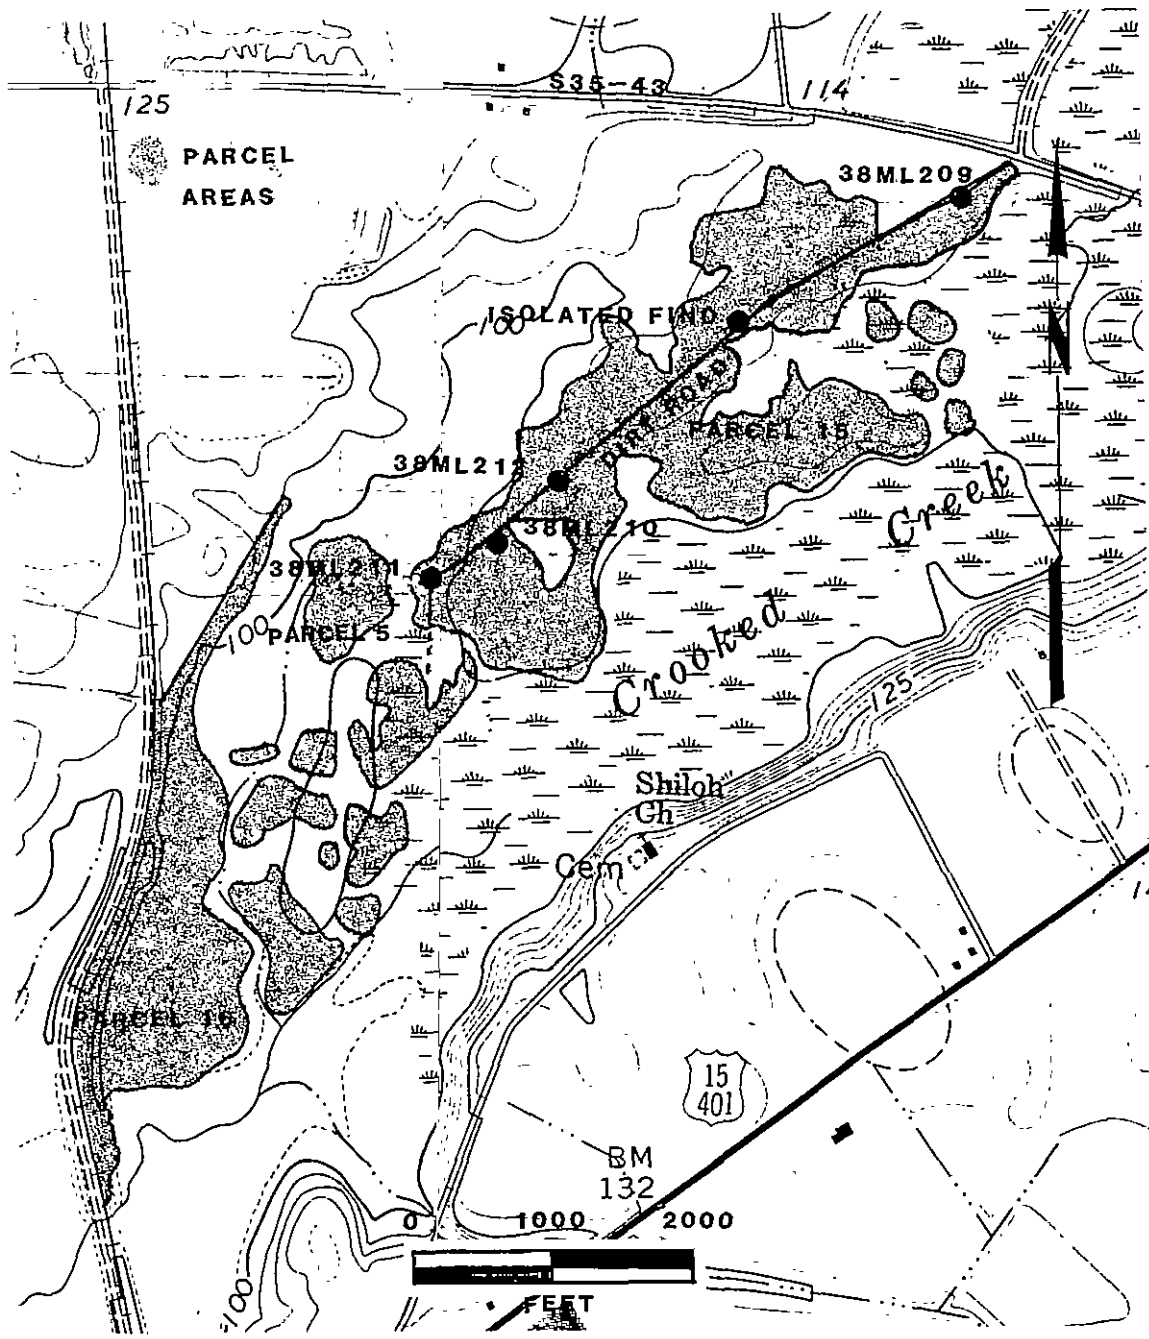 S35-43
125
114
PARCEL
AREAS
38ML209
ISOLATED FIND
100
DIRT ROAD
PARCEL 15
38ML212
Creek
38ML210
38ML211
100
PARCEL 5
Crooked
125
Shiloh
Ch
Cem
14
PARCEL 16
15
401
BM
132
0 1000 2000
FEET
100
N